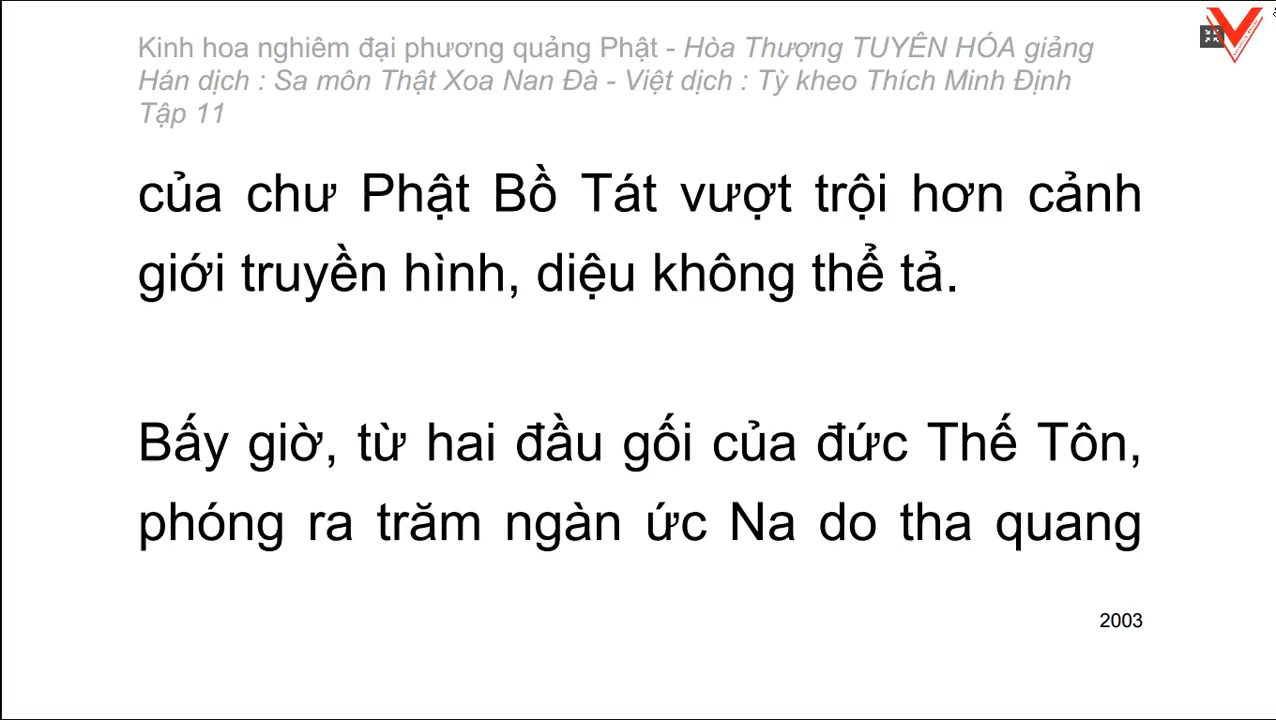 Kinh hoa nghiêm đại phương quảng Phật - Hòa Thượng TUYÊN HÓA giảng
Hán dịch : Sa môn Thật Xoa Nan Đà - Việt dịch : Tỳ kheo Thích Minh Định
Tập 11
của chư Phật Bồ Tát vượt trội hơn cảnh
giới truyền hình, diệu không thể tả.
Bấy giờ, từ hai đầu gối của đức Thế Tôn,
phóng ra trăm ngàn ức Na do tha quang
2003